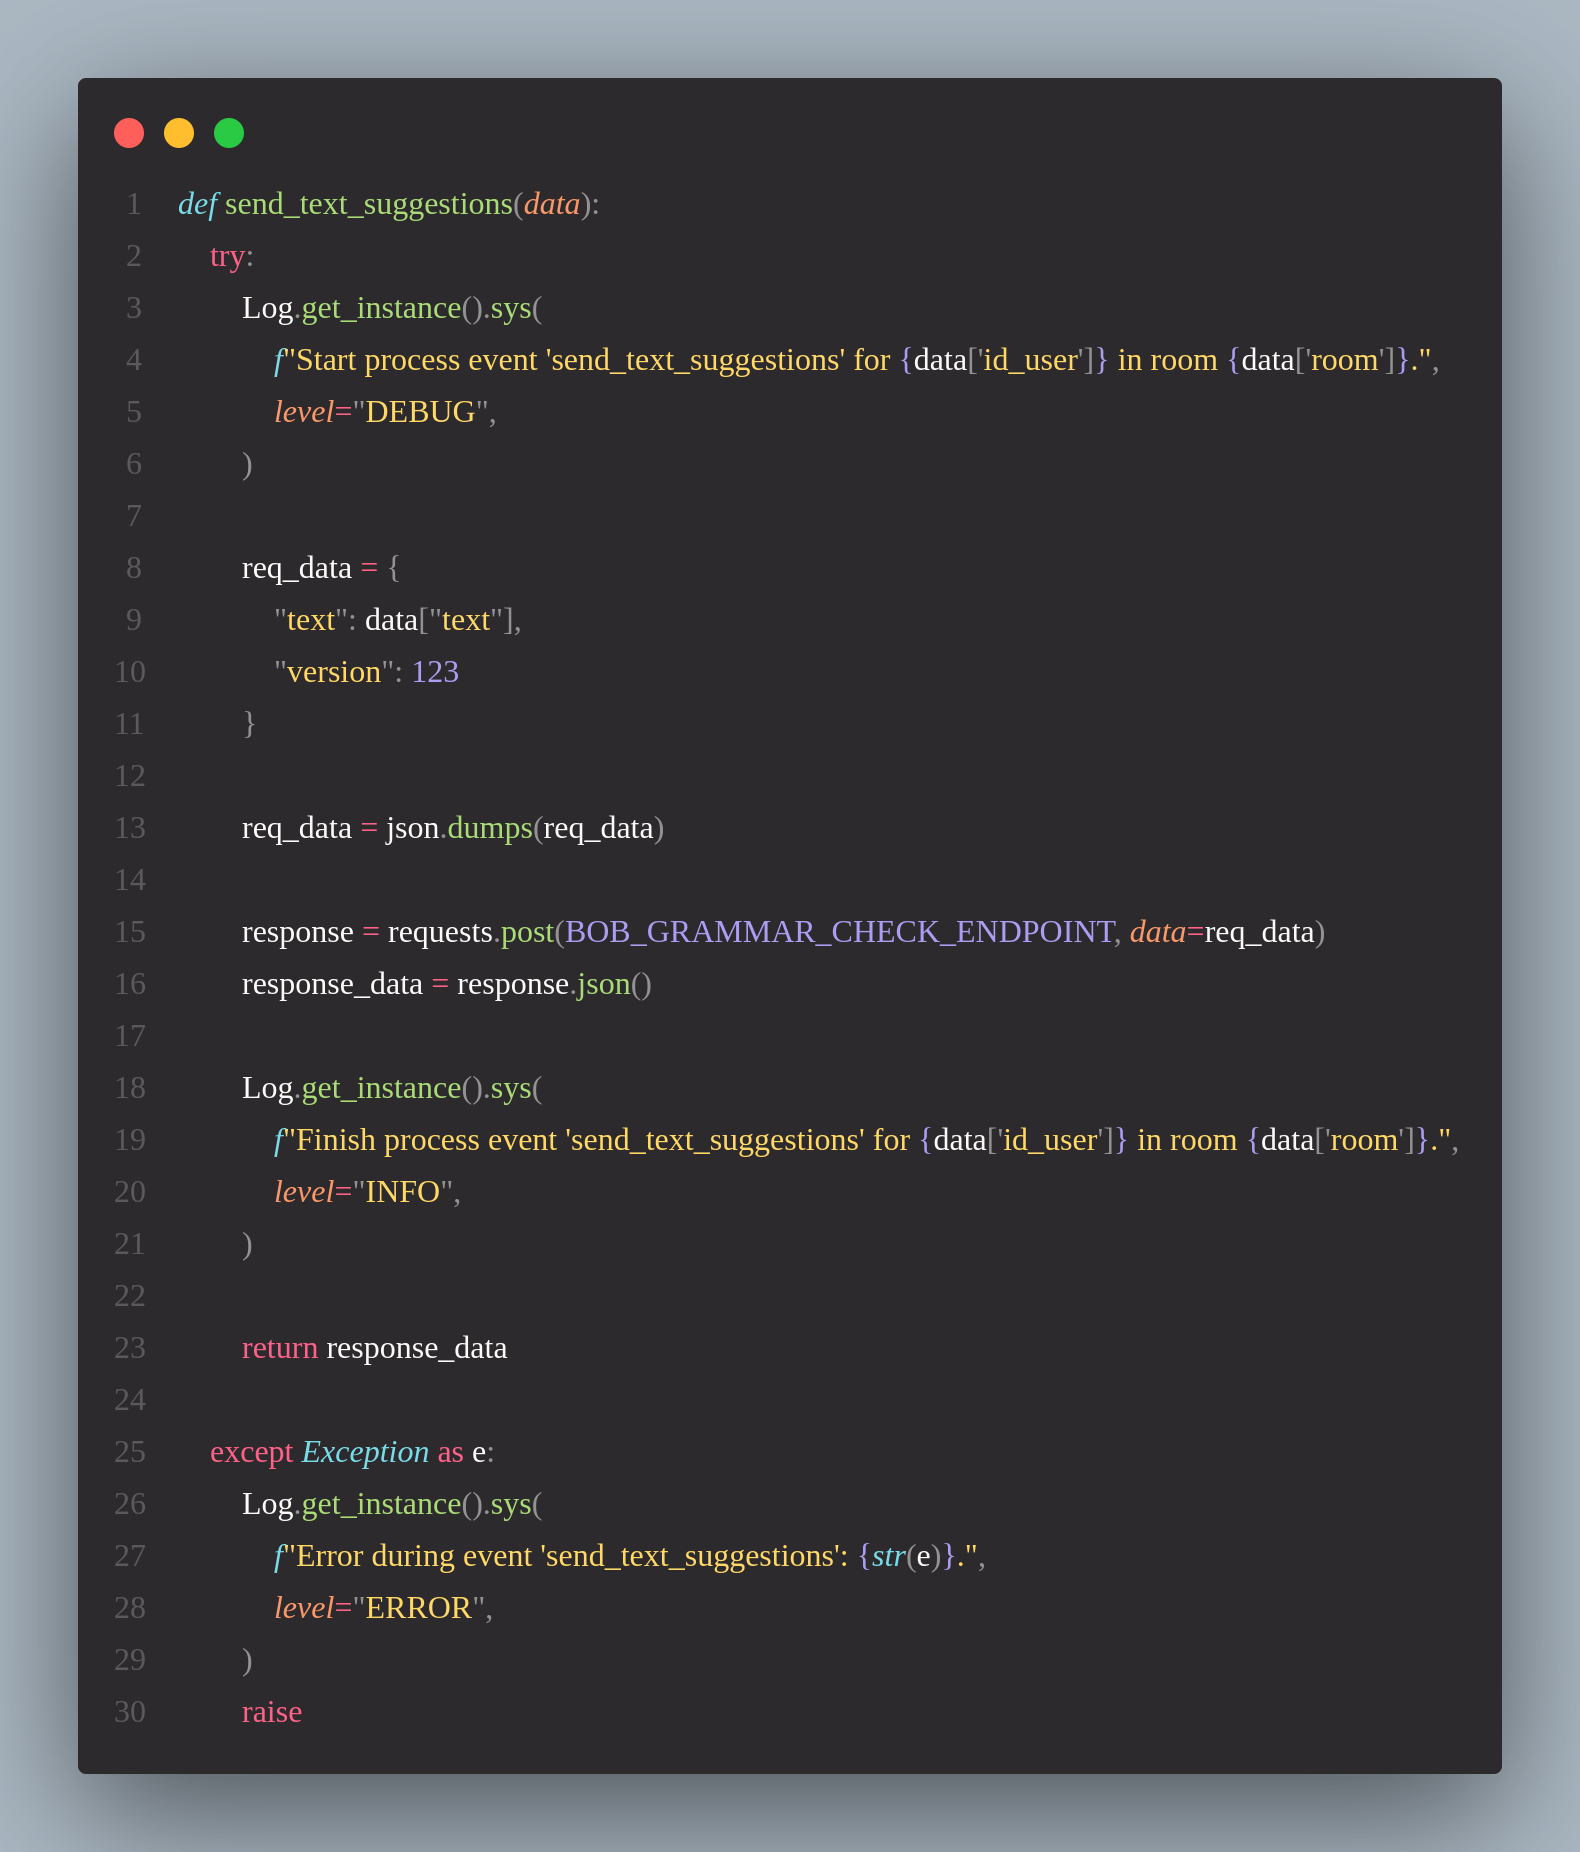 1 def send_text_suggestions(data):
2 try:
3 Log.get_instance().sys(
4 f"Start process event 'send_text_suggestions' for {data['id_user']} in room {data['room']}.",
5 level="DEBUG",
6 )
7
8 req_data = {
9 "text": data["text"],
10 "version": 123
11 }
12
13 req_data = json.dumps(req_data)
14
15 response = requests.post(BOB_GRAMMAR_CHECK_ENDPOINT, data=req_data)
16 response_data = response.json()
17
18 Log.get_instance().sys(
19 f"Finish process event 'send_text_suggestions' for {data['id_user']} in room {data['room']}.",
20 level="INFO",
21 )
22
23 return response_data
24
25 except Exception as e:
26 Log.get_instance().sys(
27 f"Error during event 'send_text_suggestions': {str(e)}.",
28 level="ERROR",
29 )
30 raise